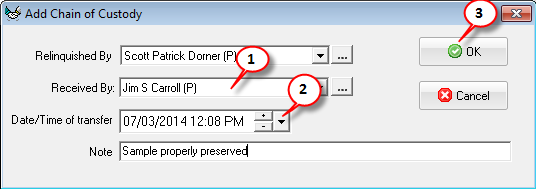 Add Chain of Custody
3
Relinquished By
Scott Patrick Dorner (P)
...
OK
1
Received By:
Jim S Carroll (P)
...
Cancel
2
Date/Time of transfer
07/03/2014 12:08 PM
+
-
Note
Sample properly preserved